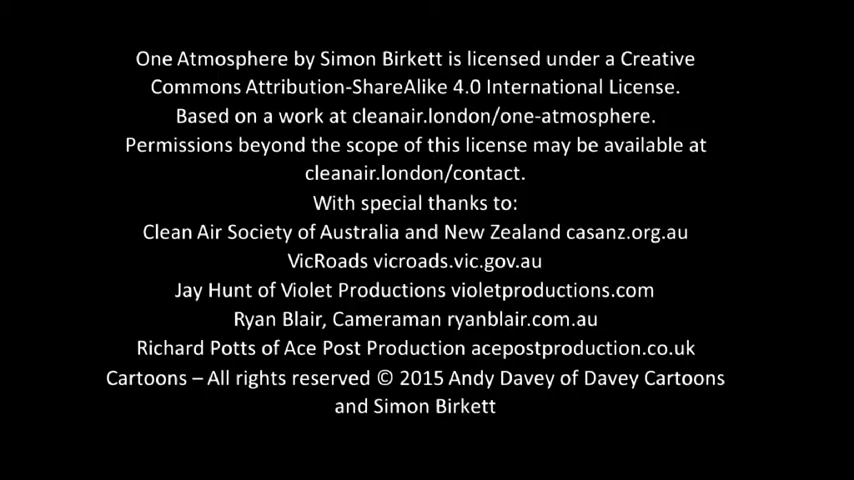 One Atmosphere by Simon Birkett is licensed under a Creative
Commons Attribution-ShareAlike 4.0 International License.
Based on a work at cleanair.london/one-atmosphere.
Permissions beyond the scope of this license may be available at
cleanair.london/contact.
With special thanks to:
Clean Air Society of Australia and New Zealand casanz.org.au
VicRoads vicroads.vic.gov.au
Jay Hunt of Violet Productions violetproductions.com
Ryan Blair, Cameraman ryanblair.com.au
Richard Potts of Ace Post Production acepostproduction.co.uk
Cartoons – All rights reserved © 2015 Andy Davey of Davey Cartoons
and Simon Birkett